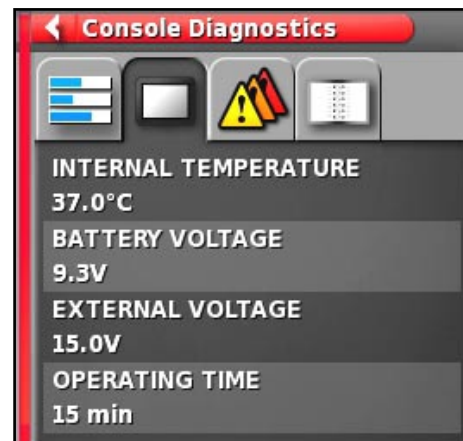 Console Diagnostics
INTERNAL TEMPERATURE
37.0°C
BATTERY VOLTAGE
9.3V
EXTERNAL VOLTAGE
15.0V
OPERATING TIME
15 min